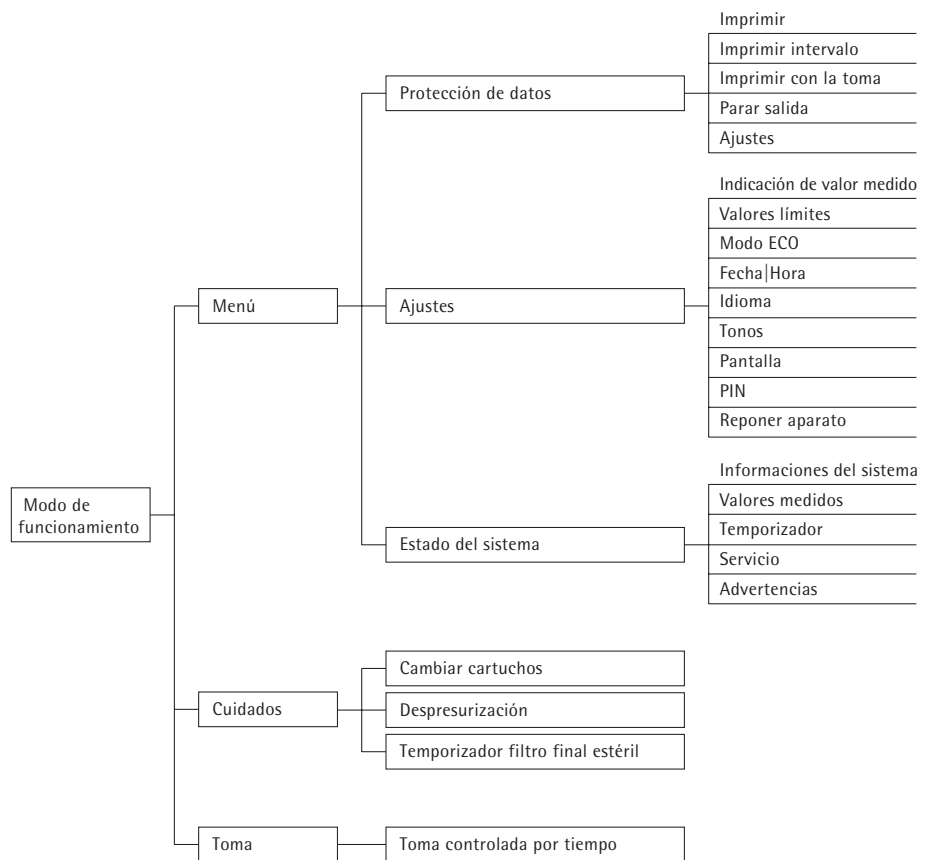 Imprimir
Imprimir intervalo
Protección de datos
Imprimir con la toma
Parar salida
Ajustes
Indicación de valor medido
Valores límites
Modo ECO
Fecha|Hora
Menú
Ajustes
Idioma
Tonos
Pantalla
PIN
Reponer aparato
Informaciones del sistema
Modo de
funcionamiento
Valores medidos
Temporizador
Estado del sistema
Servicio
Advertencias
Cambiar cartuchos
Cuidados
Despresurización
Temporizador filtro final estéril
Toma
Toma controlada por tiempo